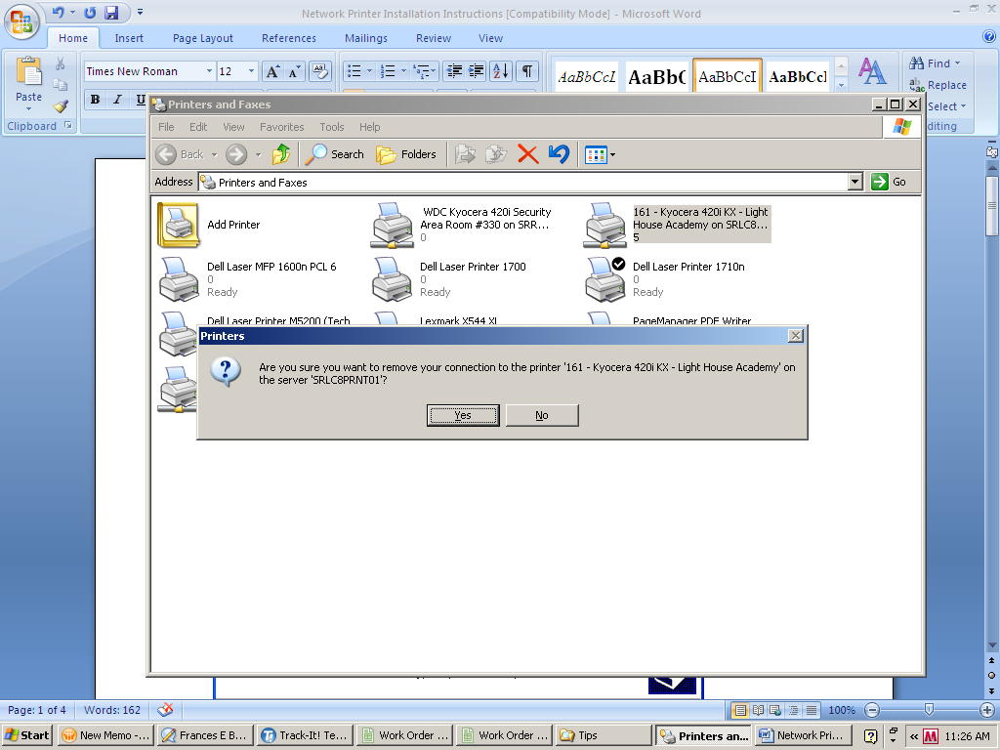 Network Printer Installation Instructions [Compatibility Mode] - Microsoft Word
Home Insert Page Layout References Mailings Review View
Paste
Clipboard
Times New Roman 12
B I U
AaBbCcI AaBb( AaBbCcI AaBbCcl
Find
Replace
Select
diting
Printers and Faxes
File Edit View Favorites Tools Help
Back Search Folders
Address Printers and Faxes Go
Add Printer
WDC Kyocera 420i Security
Area Room #330 on SRR...
0
161 - Kyocera 420i KX - Light
House Academy on SRLC8...
5
Dell Laser MFP 1600n PCL 6
0
Ready
Dell Laser Printer 1700
0
Ready
Dell Laser Printer 1710n
0
Ready
Dell Laser Printer M5200 (Tech
Lexmark X544 XL
PageManager PDF Writer
Printers
Are you sure you want to remove your connection to the printer '161 - Kyocera 420i KX - Light House Academy' on
the server 'SRLC8PRNT01'?
Yes No
Page: 1 of 4 Words: 162 100%
Start New Memo -... Frances E B... Track-It! Te... Work Order ... Work Order ... Tips Printers an... Network Pri... 11:26 AM